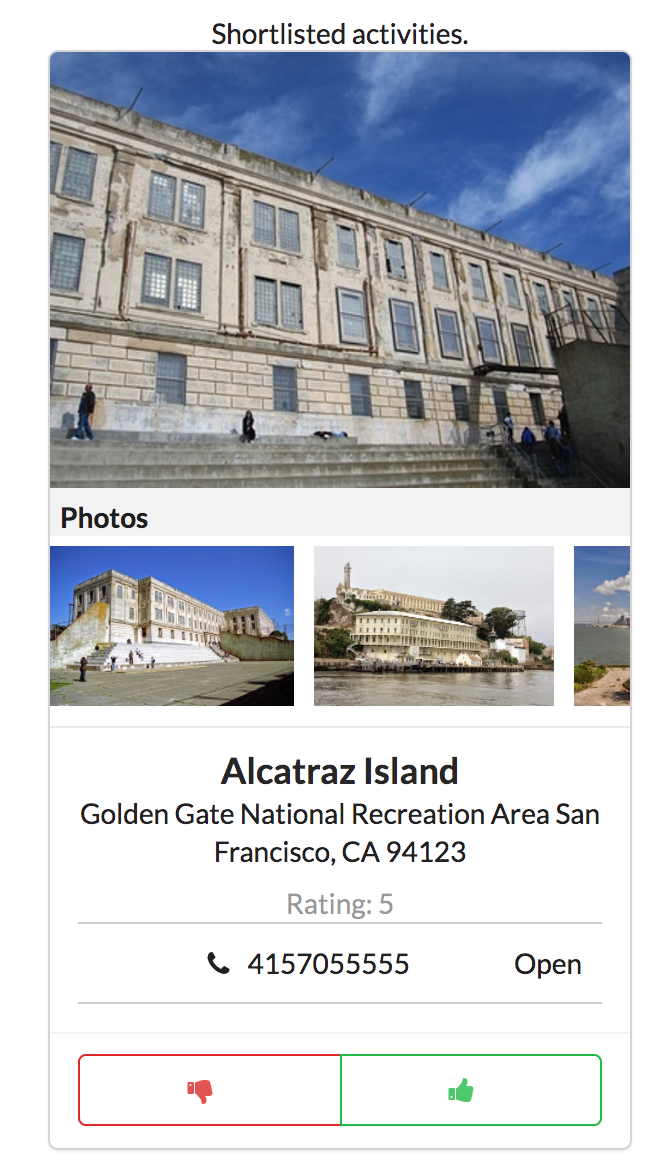 Shortlisted activities.
Photos
Alcatraz Island
Golden Gate National Recreation Area San
Francisco, CA 94123
Rating: 5
4157055555
Open